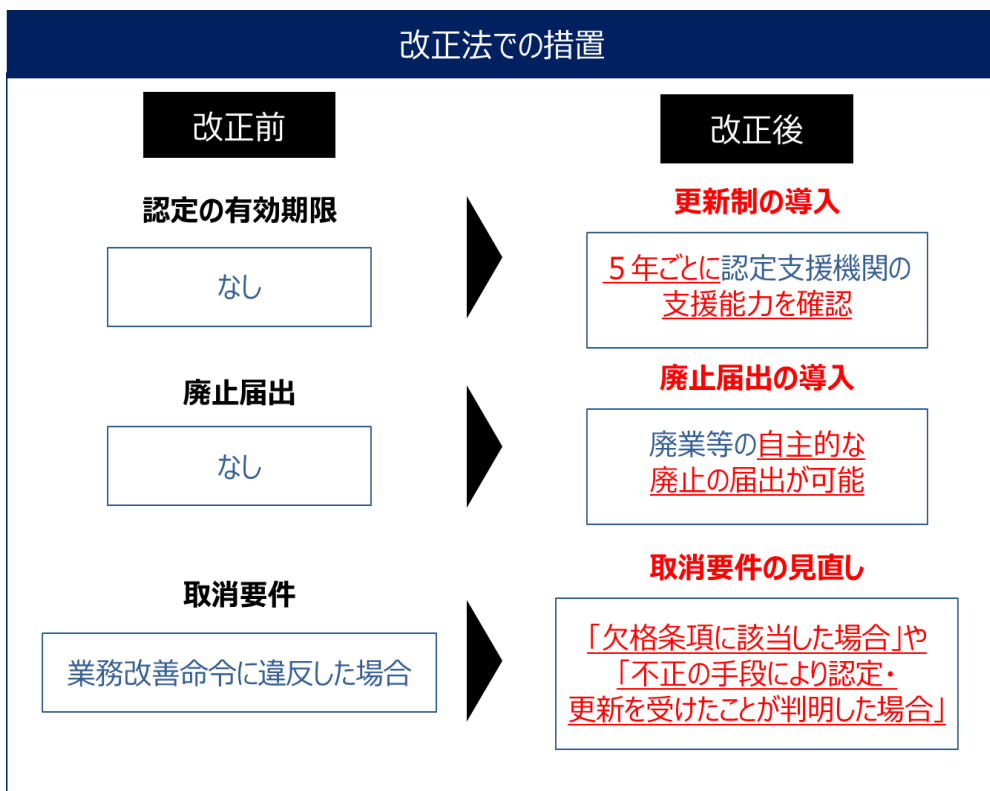 改正法での措置
改正前
改正後
認定の有効期限
更新制の導入
なし
５年ごとに認定支援機関の
支援能力を確認
廃止届出
廃止届出の導入
なし
廃業等の自主的な
廃止の届出が可能
取消要件
取消要件の見直し
業務改善命令に違反した場合
「欠格条項に該当した場合」や
「不正の手段により認定・
更新を受けたことが判明した場合」